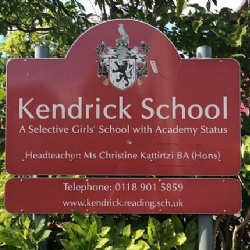 Kendrick School
A Selective Girls' School with Academy Status
Headteacher: Ms Christine Kattirtzi BA (Hons)
Telephone: 0118 901 5859
www.kendrick.reading.sch.uk